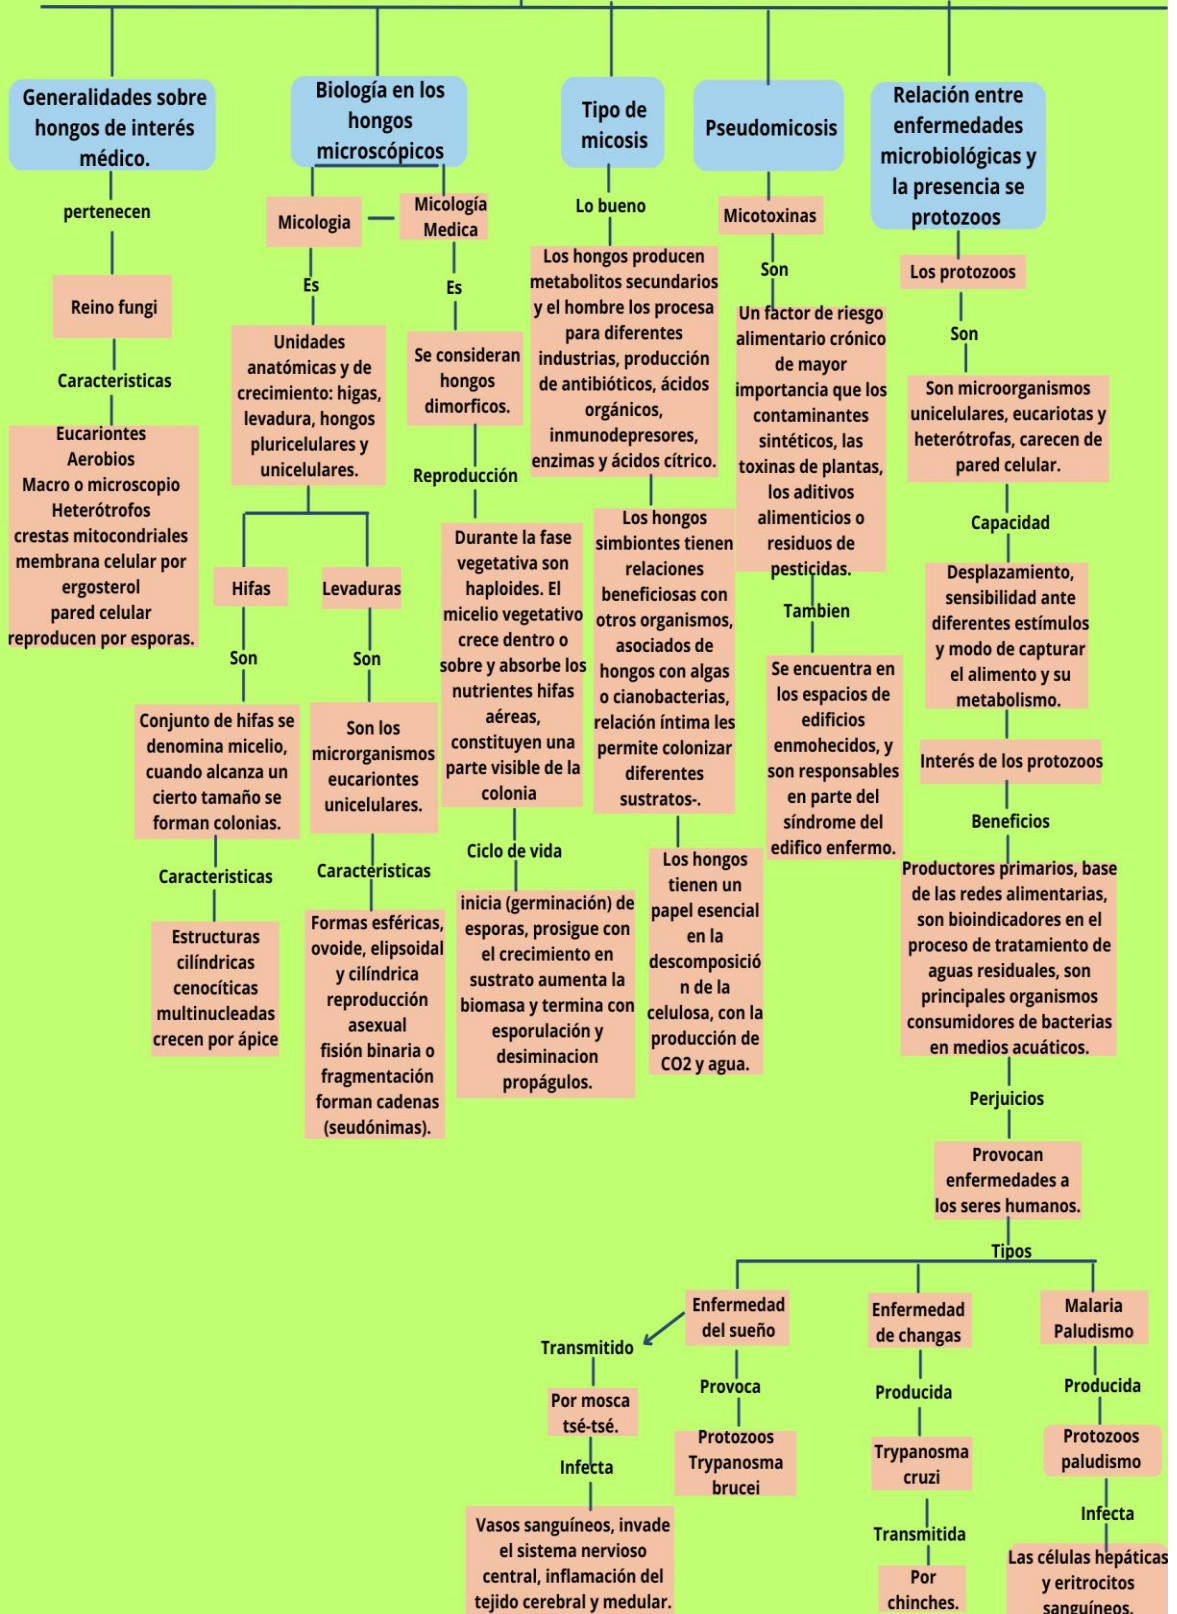 Generalidades sobre
hongos de interés
médico.
pertenecen
Reino fungi
Caracteristicas
Eucariontes
Aerobios
Macro o microscopio
Heterótrofos
crestas mitocondriales
membrana celular por
ergosterol
pared celular
reproducen por esporas.
Biología en los
hongos
microscópicos
Micologia
Es
Unidades
anatómicas y de
crecimiento: higas,
levadura, hongos
pluricelulares y
unicelulares.
Hifas
Son
Conjunto de hifas se
denomina micelio,
cuando alcanza un
cierto tamaño se
forman colonias.
Caracteristicas
Estructuras
cilíndricas
cenocíticas
multinucleadas
crecen por ápice
Levaduras
Son
Son los
microrganismos
eucariontes
unicelulares.
Caracteristicas
Formas esféricas,
ovoide, elipsoidal
y cilíndrica
reproducción
asexual
fisión binaria o
fragmentación
forman cadenas
(seudónimas).
Micología
Medica
Es
Se consideran
hongos
dimorficos.
Reproducción
Durante la fase
vegetativa son
haploides. El
micelio vegetativo
crece dentro o
sobre y absorbe los
nutrientes hifas
aéreas,
constituyen una
parte visible de la
colonia
Ciclo de vida
inicia (germinación) de
esporas, prosigue con
el crecimiento en
sustrato aumenta la
biomasa y termina con
esporulación y
desiminacion
propágulos.
Tipo de
micosis
Lo bueno
Los hongos producen
metabolitos secundarios
y el hombre los procesa
para diferentes
industrias, producción
de antibióticos, ácidos
orgánicos,
inmunodepresores,
enzimas y ácidos cítrico.
Los hongos
simbiontes tienen
relaciones
beneficiosas con
otros organismos,
asociados de
hongos con algas
o cianobacterias,
relación íntima les
permite colonizar
diferentes
sustratos-.
Los hongos
tienen un
papel esencial
en la
descomposició
n de la
celulosa, con la
producción de
CO2 y agua.
Pseudomicosis
Micotoxinas
Son
Un factor de riesgo
alimentario crónico
de mayor
importancia que los
contaminantes
sintéticos, las
toxinas de plantas,
los aditivos
alimenticios o
residuos de
pesticidas.
Tambien
Se encuentra en
los espacios de
edificios
enmohecidos, y
son responsables
en parte del
síndrome del
edifico enfermo.
Relación entre
enfermedades
microbiológicas y
la presencia se
protozoos
Los protozoos
Son
Son microorganismos
unicelulares, eucariotas y
heterótrofas, carecen de
pared celular.
Capacidad
Desplazamiento,
sensibilidad ante
diferentes estímulos
y modo de capturar
el alimento y su
metabolismo.
Interés de los protozoos
Beneficios
Productores primarios, base
de las redes alimentarias,
son bioindicadores en el
proceso de tratamiento de
aguas residuales, son
principales organismos
consumidores de bacterias
en medios acuáticos.
Perjuicios
Provocan
enfermedades a
los seres humanos.
Tipos
Enfermedad
del sueño
Transmitido
Por mosca
tsé-tsé.
Infecta
Vasos sanguíneos, invade
el sistema nervioso
central, inflamación del
tejido cerebral y medular.
Provoca
Protozoos
Trypanosma
brucei
Enfermedad
de changas
Producida
Trypanosma
cruzi
Transmitida
Por
chinches.
Malaria
Paludismo
Producida
Protozoos
paludismo
Infecta
Las células hepáticas
y eritrocitos
sanguíneos.